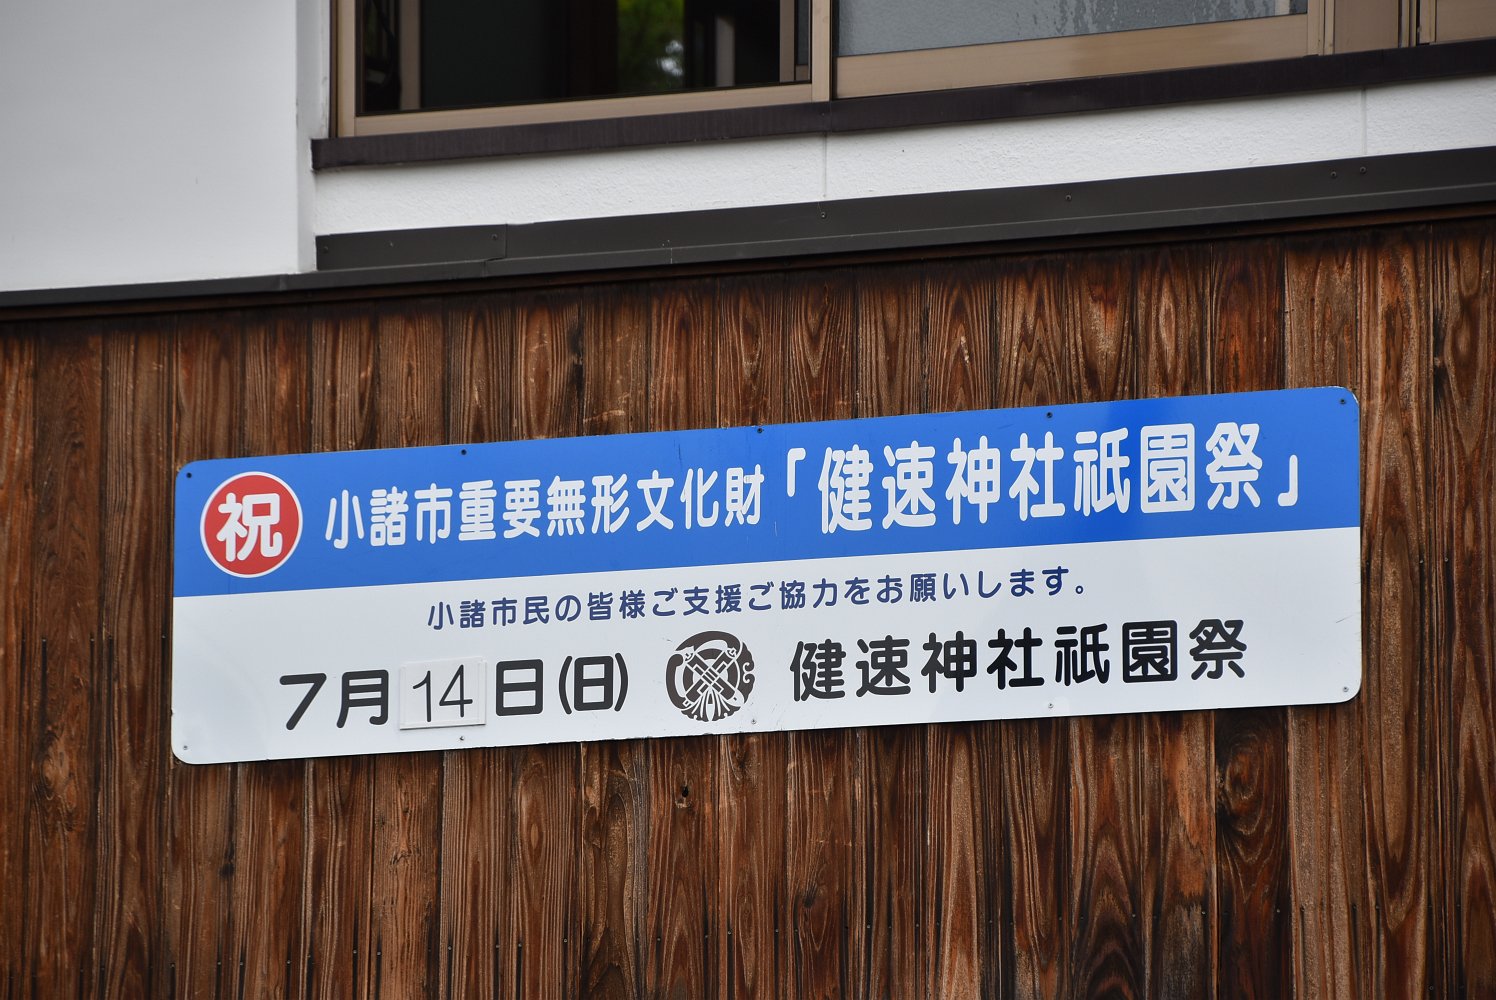 祝 小諸市重要無形文化財「健速神社祇園祭」
小諸市民の皆様ご支援ご協力をお願いします。
7月14日(日) 健速神社祇園祭